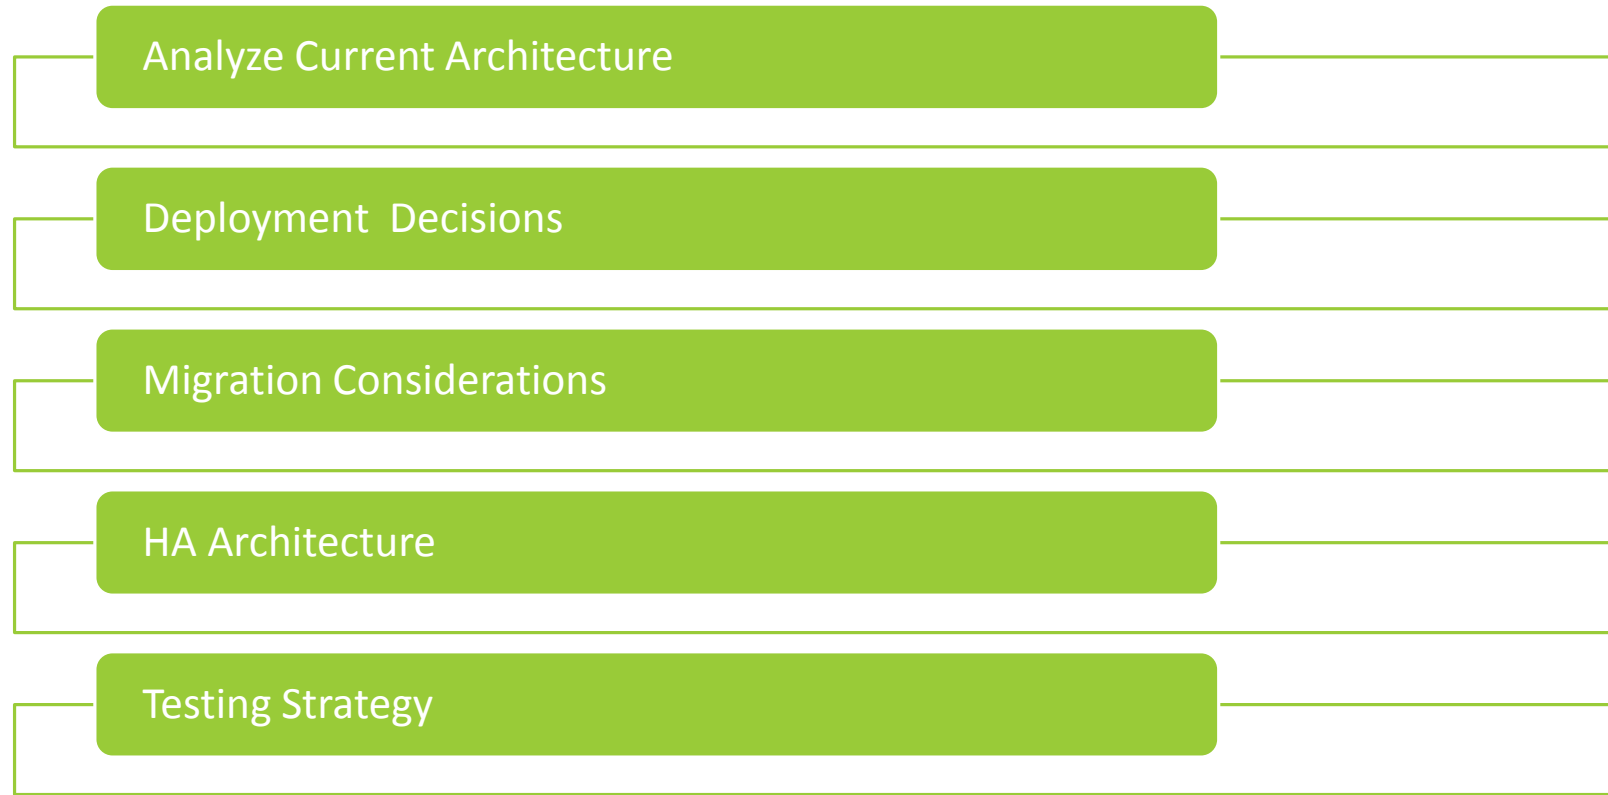 Analyze Current Architecture
Deployment  Decisions
Migration Considerations
HA Architecture
Testing Strategy